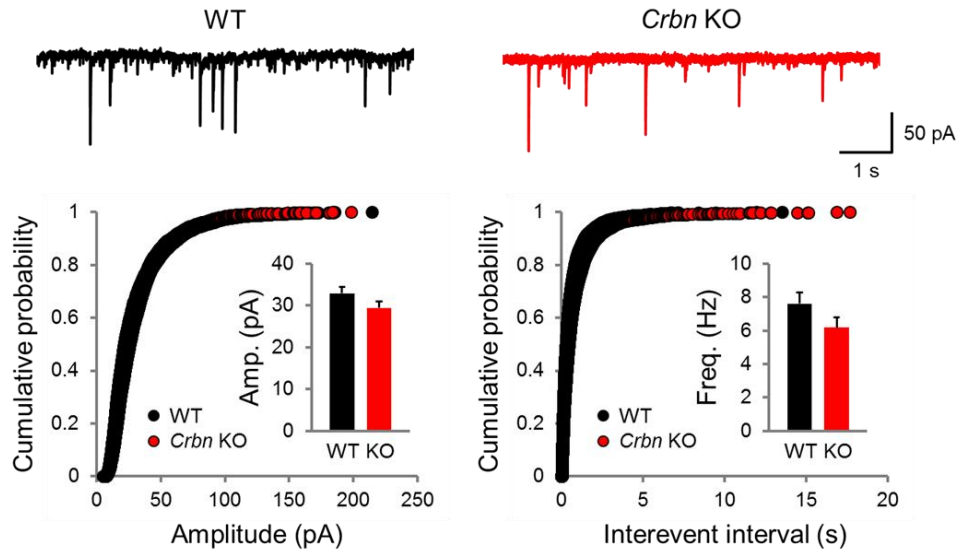 WT
Crbn KO
50 pA
1 s
Cumulative probability
1
0.8
0.6
0.4
0.2
0
0
50
100
150
200
250
Amplitude (pA)
WT
Crbn KO
Amp. (pA)
40
30
20
10
0
WT KO
Cumulative probability
1
0.8
0.6
0.4
0.2
0
0
5
10
15
20
Interevent interval (s)
WT
Crbn KO
Freq. (Hz)
10
8
6
4
2
0
WT KO